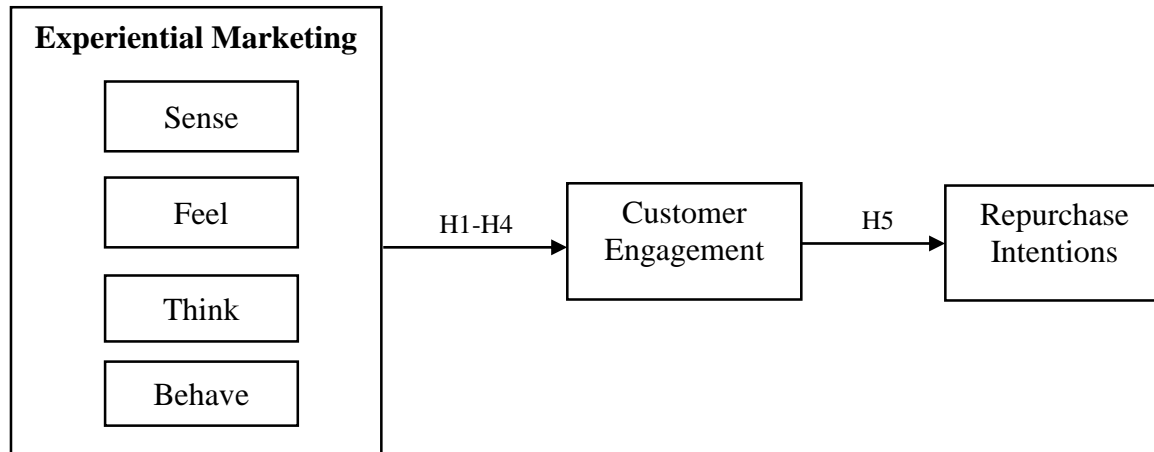 Experiential Marketing
Sense
Feel
Think
Behave
H1-H4
Customer
Engagement
H5
Repurchase
Intentions